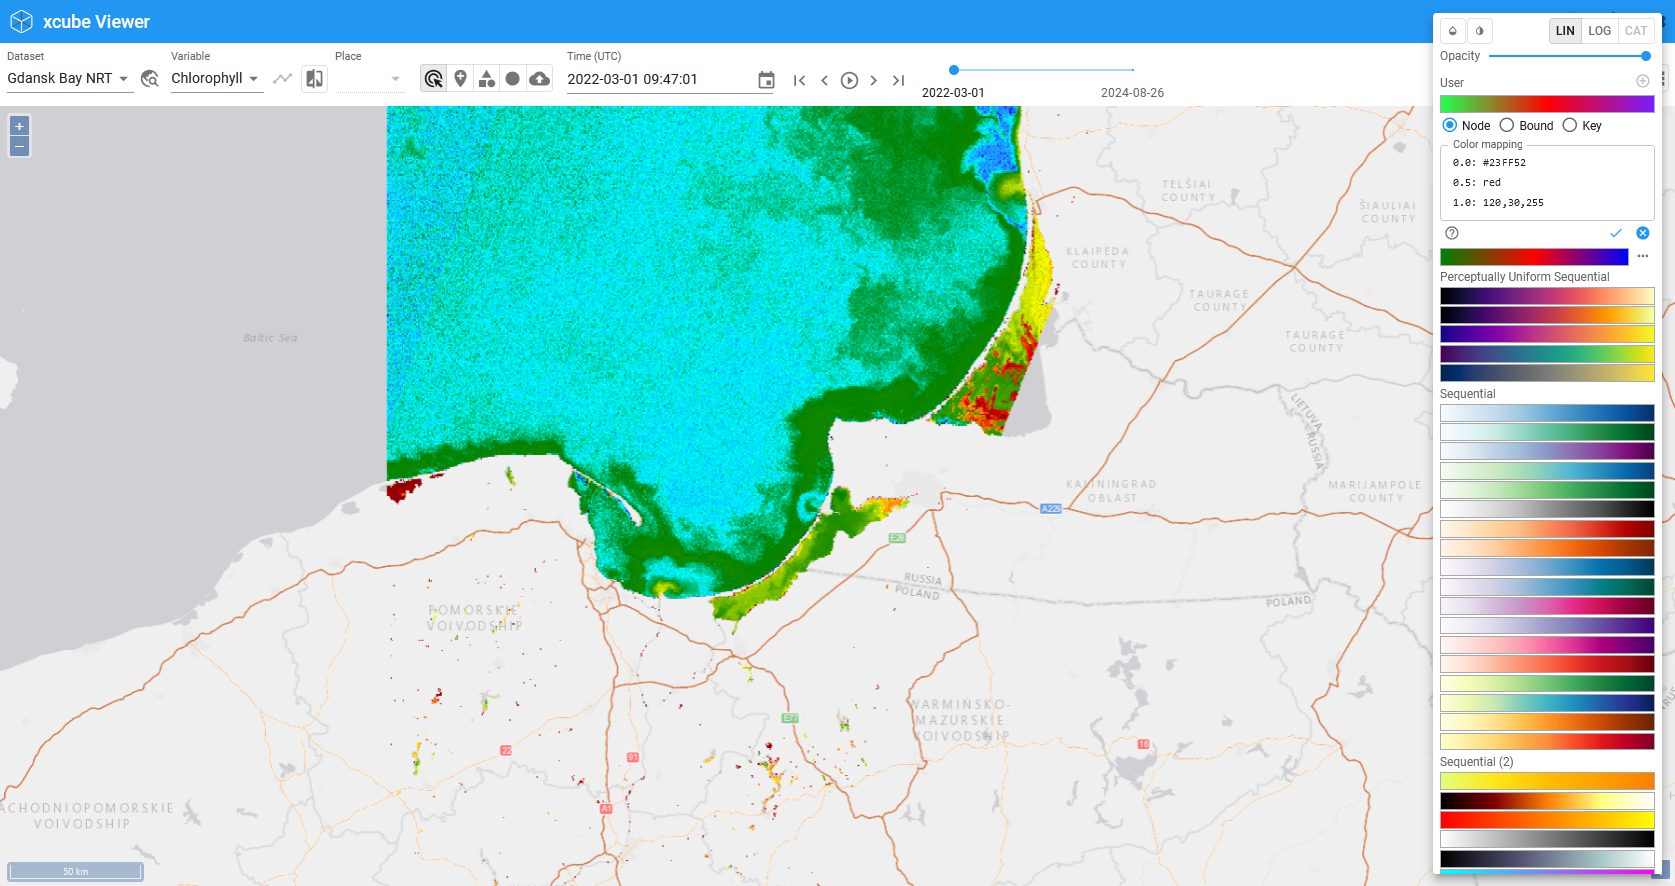 xcube Viewer
Dataset
Gdansk Bay NRT
Variable
Chlorophyll
Place
Time (UTC)
2022-03-01 09:47:01
2022-03-01
2024-08-26
LIN
LOG
CAT
Opacity
User
Node
Bound
Key
Color mapping
0.0: #23FF52
0.5: red
1.0: 120,30,255
Perceptually Uniform Sequential
Sequential
Sequential (2)
+
−
Baltic Sea
TELŠIAI
COUNTY
ŠIAULIAI
COUNTY
KLAIPEDA
COUNTY
TAURAGE
COUNTY
TAURAGE
COUNTY
LIETUVA
RUSSIA
KALININGRAD
OBLAST
MARIJAMPOLE
COUNTY
A229
E28
RUSSIA
POLAND
POLAND
POMORSKIE
VOIVODSHIP
WARMIŃSKO-
MAZURSKIE
VOIVODSHIP
E77
22
91
16
A1
ACHODNIOPOMORSKIE
VOIVODSHIP
50 km